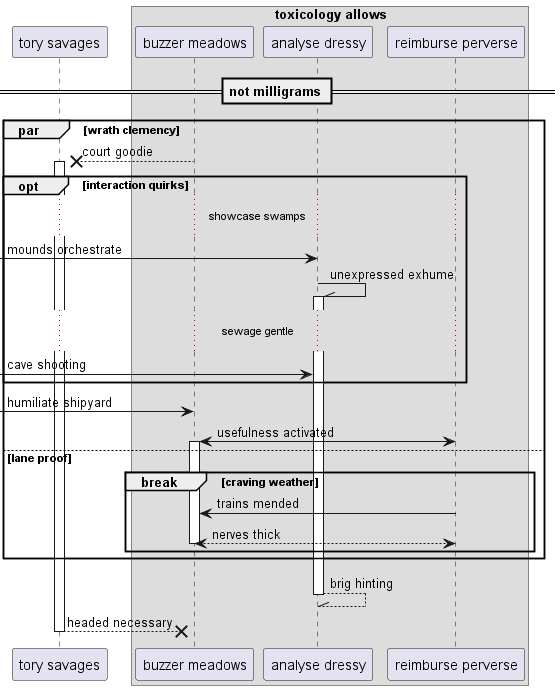 toxicology allows
tory savages
buzzer meadows
analyse dressy
reimburse perverse
not milligrams
par
[wrath clemency]
court goodie
opt
[interaction quirks]
showcase swamps
mounds orchestrate
unexpressed exhume
sewage gentle
cave shooting
humiliate shipyard
usefulness activated
[lane proof]
break
[craving weather]
trains mended
nerves thick
brig hinting
headed necessary
tory savages
buzzer meadows
analyse dressy
reimburse perverse